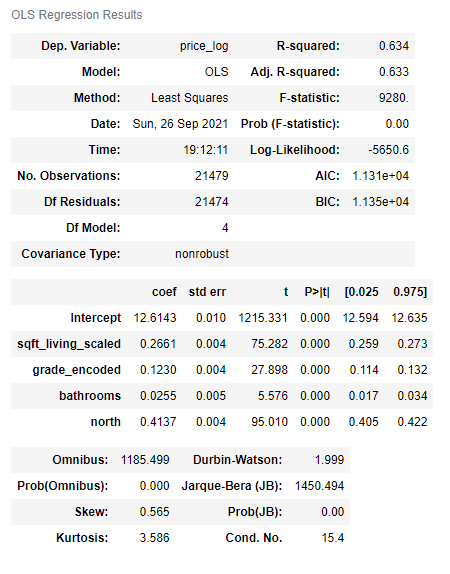 OLS Regression Results
Dep. Variable: price_log R-squared: 0.634
Model: OLS Adj. R-squared: 0.633
Method: Least Squares F-statistic: 9280.
Date: Sun, 26 Sep 2021 Prob (F-statistic): 0.00
Time: 19:12:11 Log-Likelihood: -5650.6
No. Observations: 21479 AIC: 1.131e+04
Df Residuals: 21474 BIC: 1.135e+04
Df Model: 4
Covariance Type: nonrobust
coef std err t P>|t| [0.025 0.975]
Intercept 12.6143 0.010 1215.331 0.000 12.594 12.635
sqft_living_scaled 0.2661 0.004 75.282 0.000 0.259 0.273
grade_encoded 0.1230 0.004 27.898 0.000 0.114 0.132
bathrooms 0.0255 0.005 5.576 0.000 0.017 0.034
north 0.4137 0.004 95.010 0.000 0.405 0.422
Omnibus: 1185.499 Durbin-Watson: 1.999
Prob(Omnibus): 0.000 Jarque-Bera (JB): 1450.494
Skew: 0.565 Prob(JB): 0.00
Kurtosis: 3.586 Cond. No. 15.4